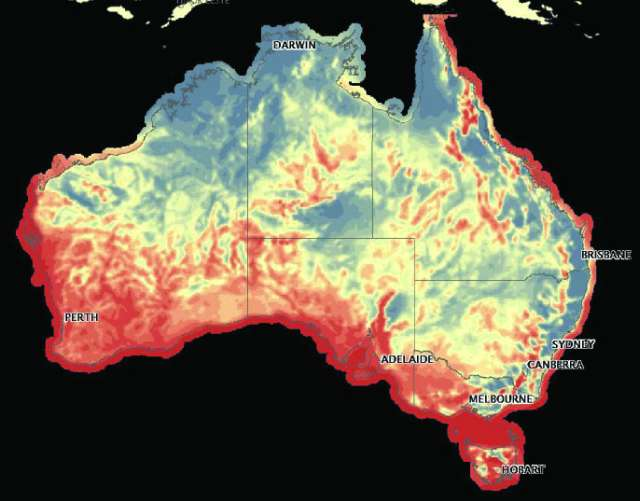 DARWIN
BRISBANE
PERTH
SYDNEY
ADELAIDE
CANBERRA
MELBOURNE
HOBART